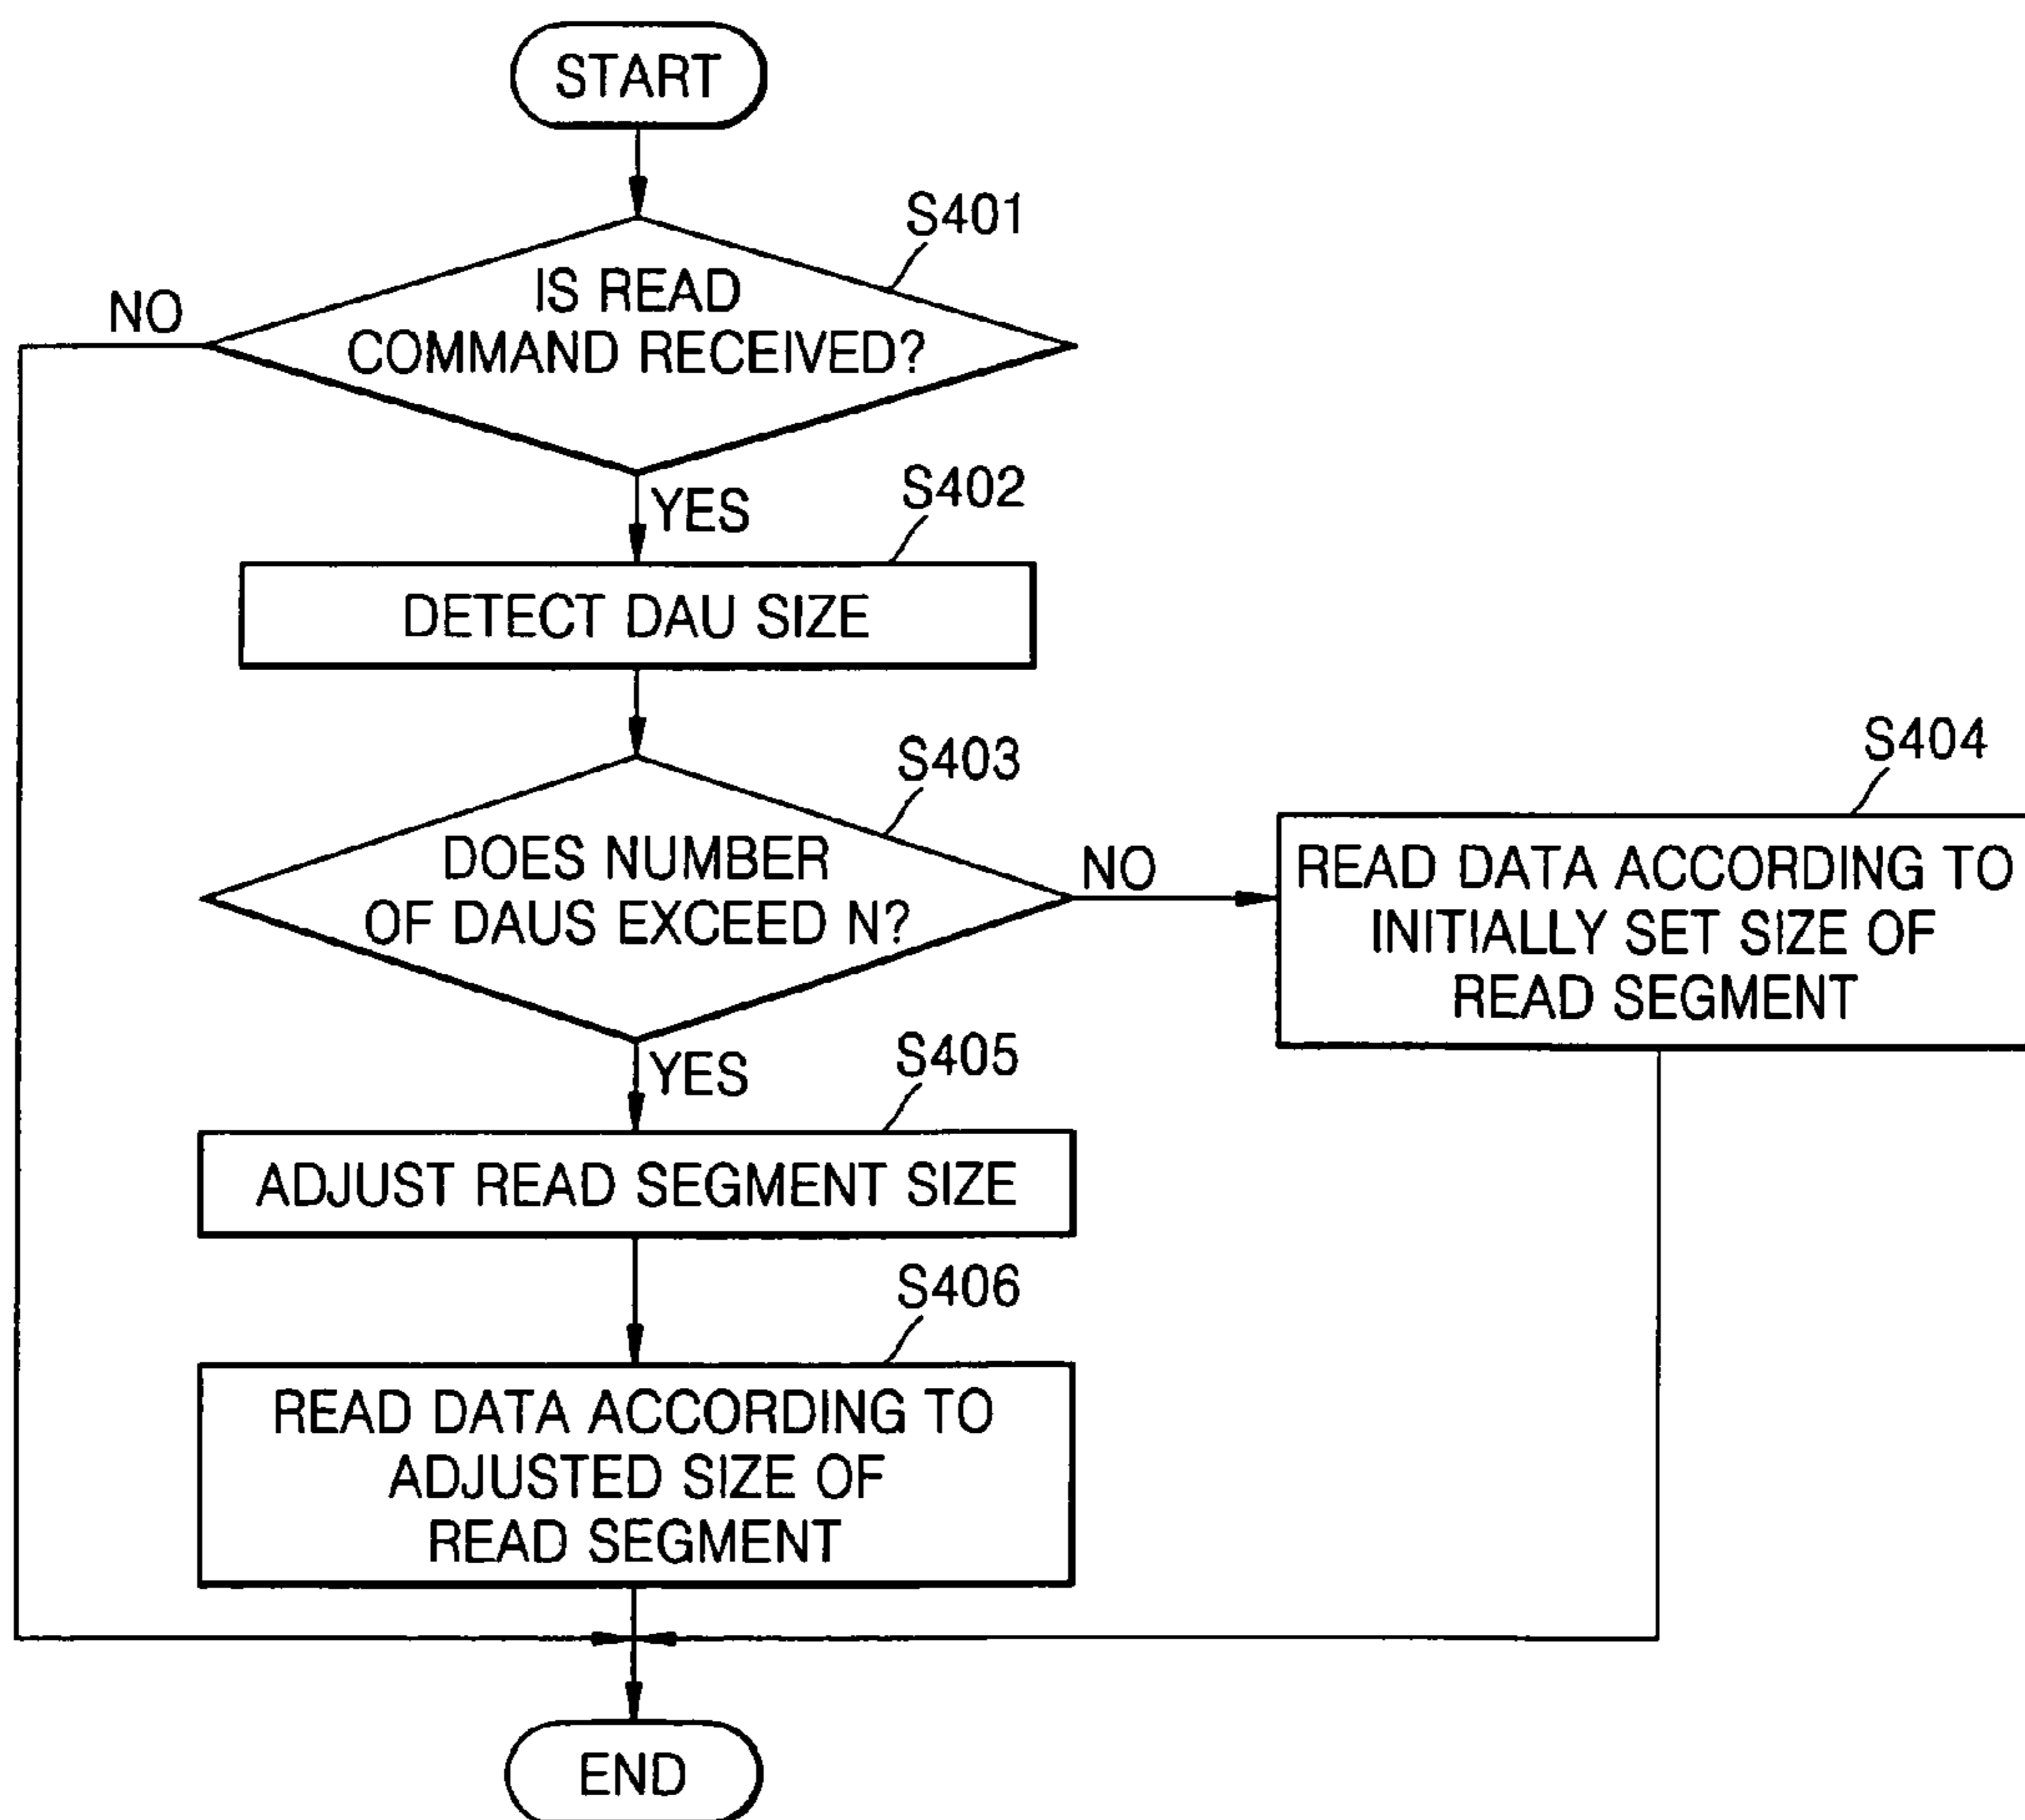 START
S401
IS READ
COMMAND RECEIVED?
NO
YES
S402
DETECT DAU SIZE
S403
DOES NUMBER
OF DAUS EXCEED N?
NO
S404
READ DATA ACCORDING TO
INITIALLY SET SIZE OF
READ SEGMENT
YES
S405
ADJUST READ SEGMENT SIZE
S406
READ DATA ACCORDING TO
ADJUSTED SIZE OF
READ SEGMENT
END